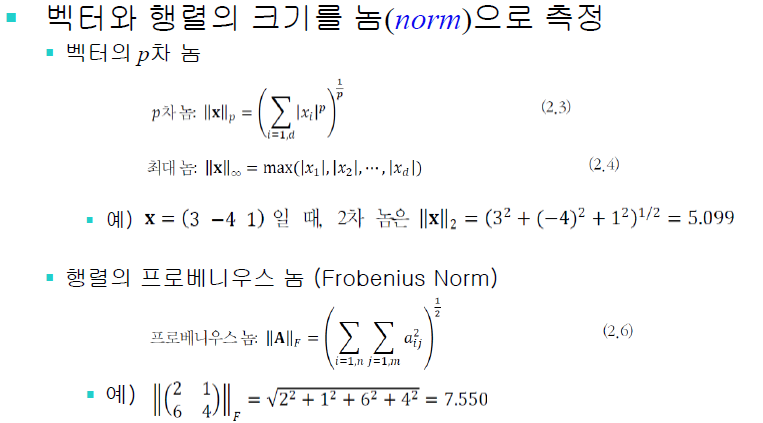 벡터와 행렬의 크기를 놈(norm)으로 측정
벡터의 p차 놈
p차 놈: ‖x‖ₚ = (∑_{i=1,d} |xᵢ|ᵖ)^{1/p} (2.3)
최대 놈: ‖x‖∞ = max(|x₁|, |x₂|, ⋯, |x_d|) (2.4)
예) x = (3 −4 1) 일 때, 2차 놈은 ‖x‖₂ = (3² + (−4)² + 1²)^{1/2} = 5.099
행렬의 프로베니우스 놈 (Frobenius Norm)
프로베니우스 놈: ‖A‖_F = (∑_{i=1,n} ∑_{j=1,m} a²_{ij})^{1/2} (2.6)
예) ‖(2 1
6 4)‖_F = √(2² + 1² + 6² + 4²) = 7.550